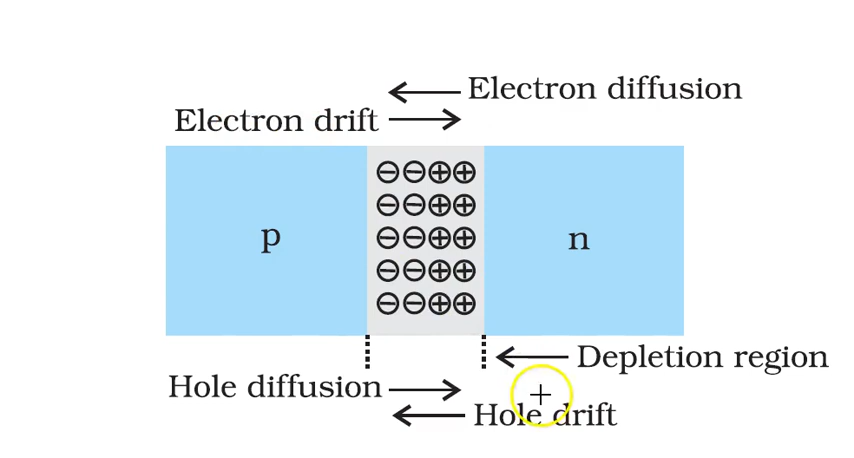 Electron diffusion
Electron drift
⊖⊖⊕⊕
⊖⊖⊕⊕
p ⊖⊖⊕⊕ n
⊖⊖⊕⊕
⊖⊖⊕⊕
Depletion region
Hole diffusion
Hole drift